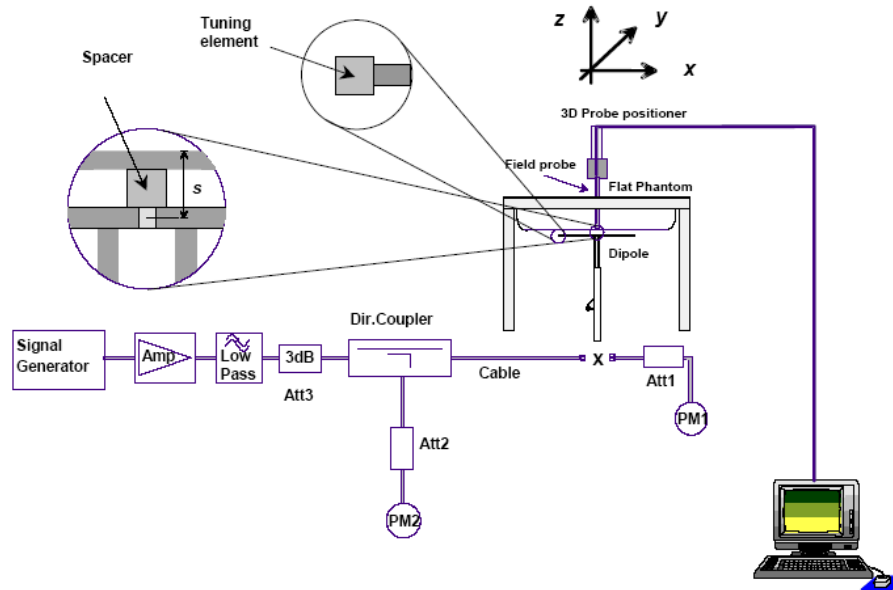 Tuning
element
Spacer
s
z
y
x
3D Probe positioner
Field probe
Flat Phantom
Dipole
Dir.Coupler
Signal
Generator
Amp
Low
Pass
3dB
Att3
Cable
x
Att1
PM1
Att2
PM2